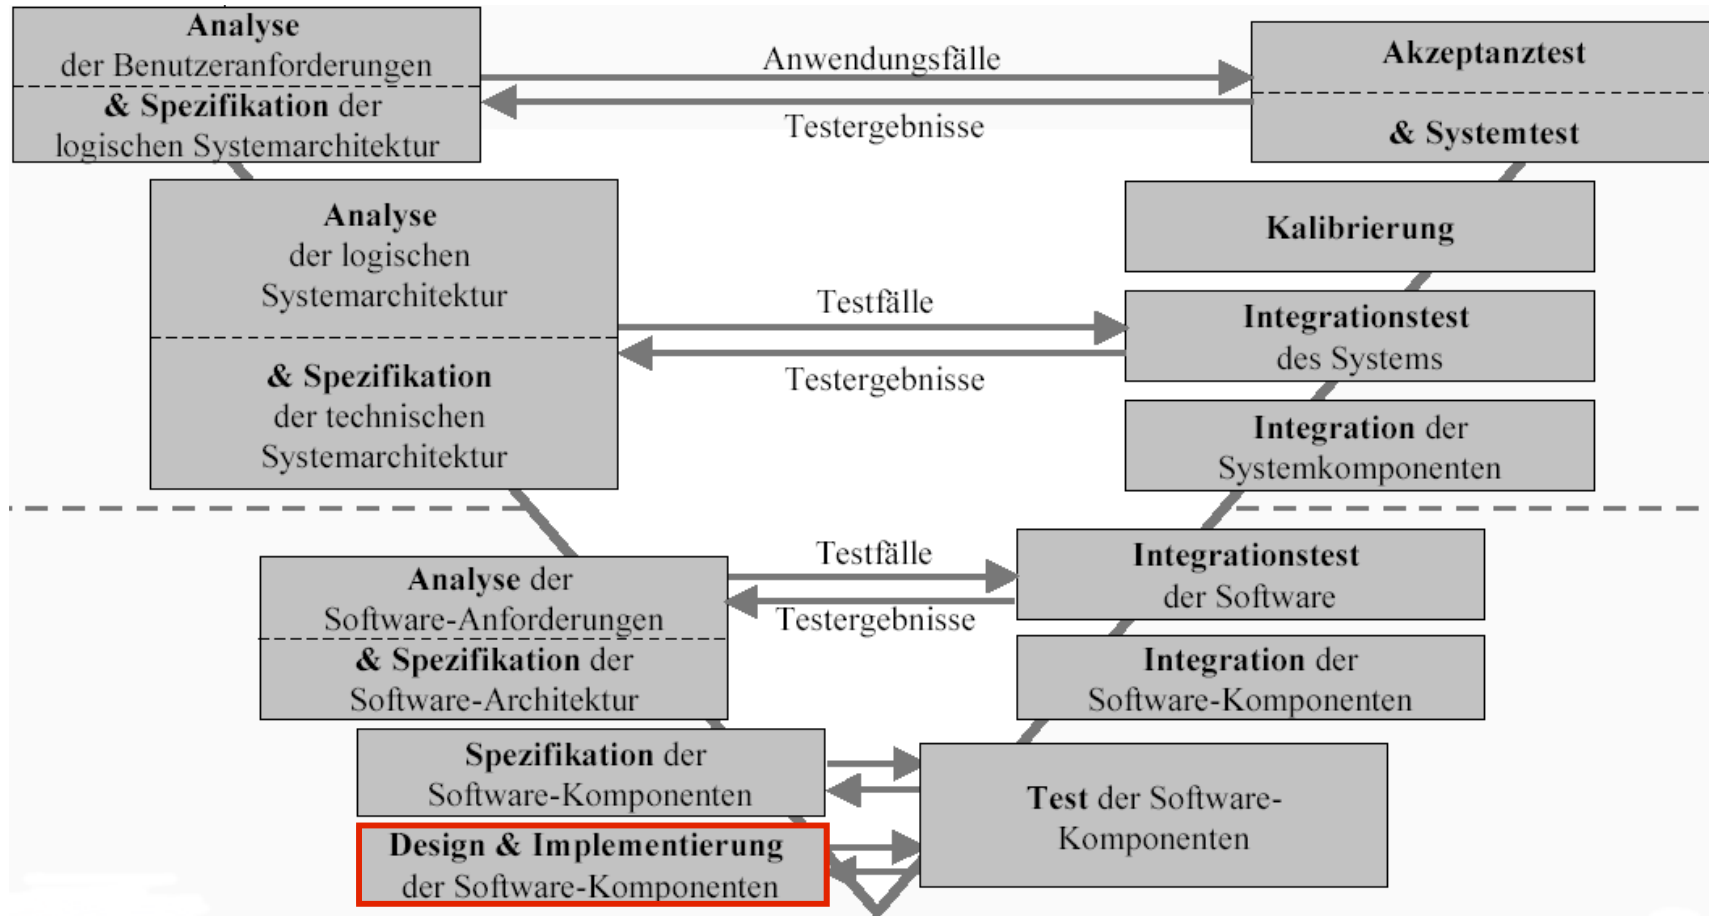 Analyse
der Benutzeranforderungen
& Spezifikation der
logischen Systemarchitektur
Anwendungsfälle
Testergebnisse
Akzeptanztest
& Systemtest
Analyse
der logischen
Systemarchitektur
& Spezifikation
der technischen
Systemarchitektur
Testfälle
Testergebnisse
Kalibrierung
Integrationstest
des Systems
Integration der
Systemkomponenten
Analyse der
Software-Anforderungen
& Spezifikation der
Software-Architektur
Testfälle
Testergebnisse
Integrationstest
der Software
Integration der
Software-Komponenten
Spezifikation der
Software-Komponenten
Design & Implementierung
der Software-Komponenten
Test der Software-
Komponenten